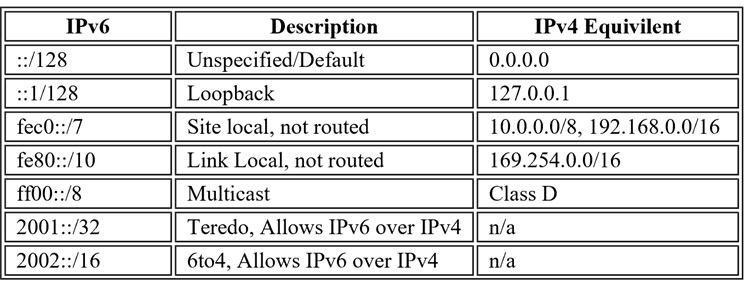 IPv6 Description IPv4 Equivilent
::/128 Unspecified/Default 0.0.0.0
::1/128 Loopback 127.0.0.1
fec0::/7 Site local, not routed 10.0.0.0/8, 192.168.0.0/16
fe80::/10 Link Local, not routed 169.254.0.0/16
ff00::/8 Multicast Class D
2001::/32 Teredo, Allows IPv6 over IPv4 n/a
2002::/16 6to4, Allows IPv6 over IPv4 n/a